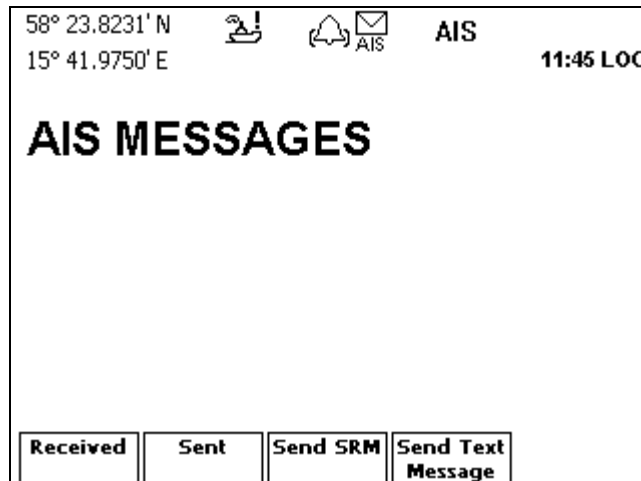 58° 23.8231' N
AIS
AIS
15° 41.9750' E
11:45 LOC
AIS MESSAGES
Received
Sent
Send SRM
Send Text
Message